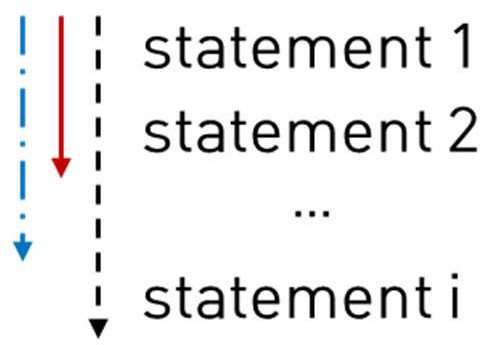 statement 1
statement 2
...
statement i